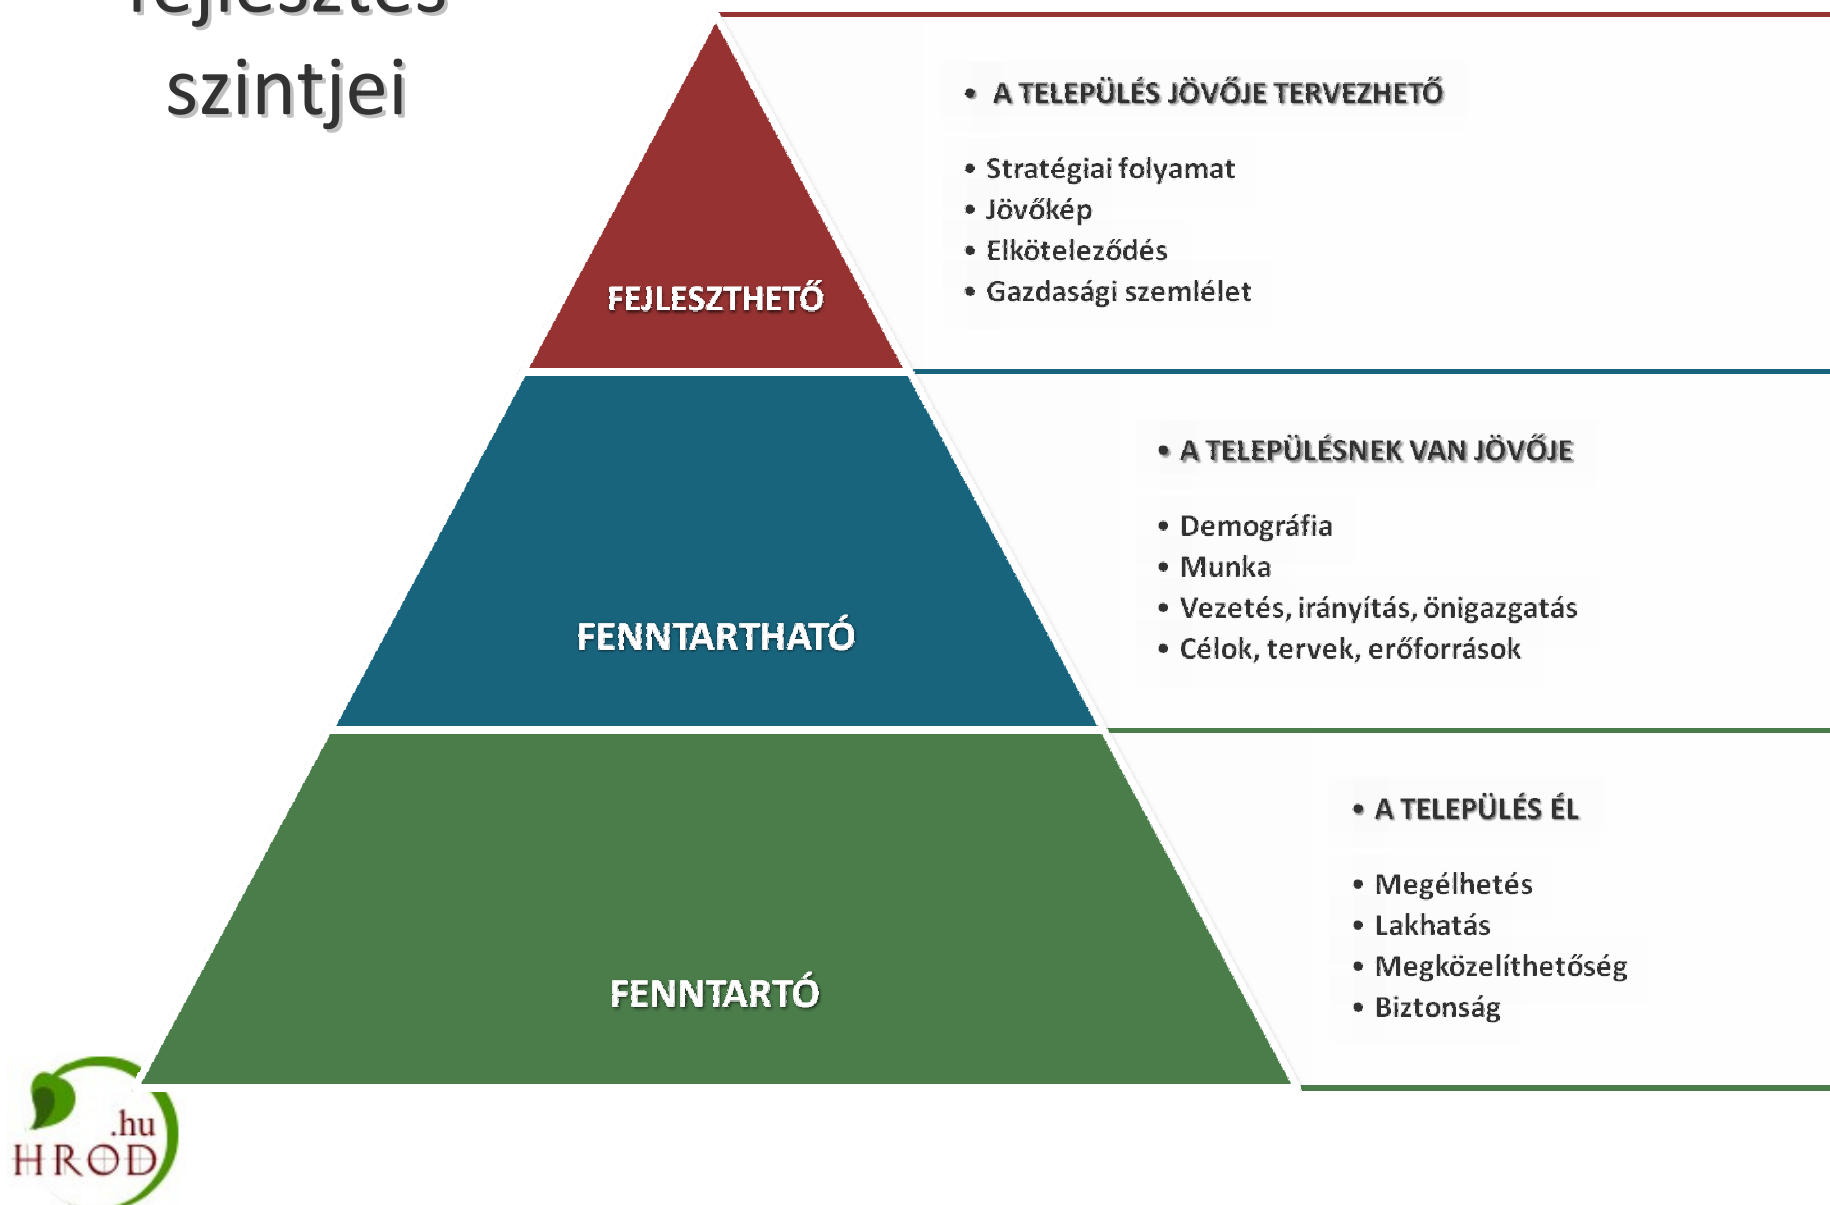 fejlesztés
szintjei
• A TELEPÜLÉS JÖVŐJE TERVEZHETŐ
• Stratégiai folyamat
• Jövőkép
• Elköteleződés
• Gazdasági szemlélet
FEJLESZTHETŐ
• A TELEPÜLÉSNEK VAN JÖVŐJE
• Demográfia
• Munka
• Vezetés, irányítás, önigazgatás
• Célok, tervek, erőforrások
FENNTARTHATÓ
• A TELEPÜLÉS ÉL
• Megélhetés
• Lakhatás
• Megközelíthetőség
• Biztonság
FENNTARTÓ
.hu
HROD